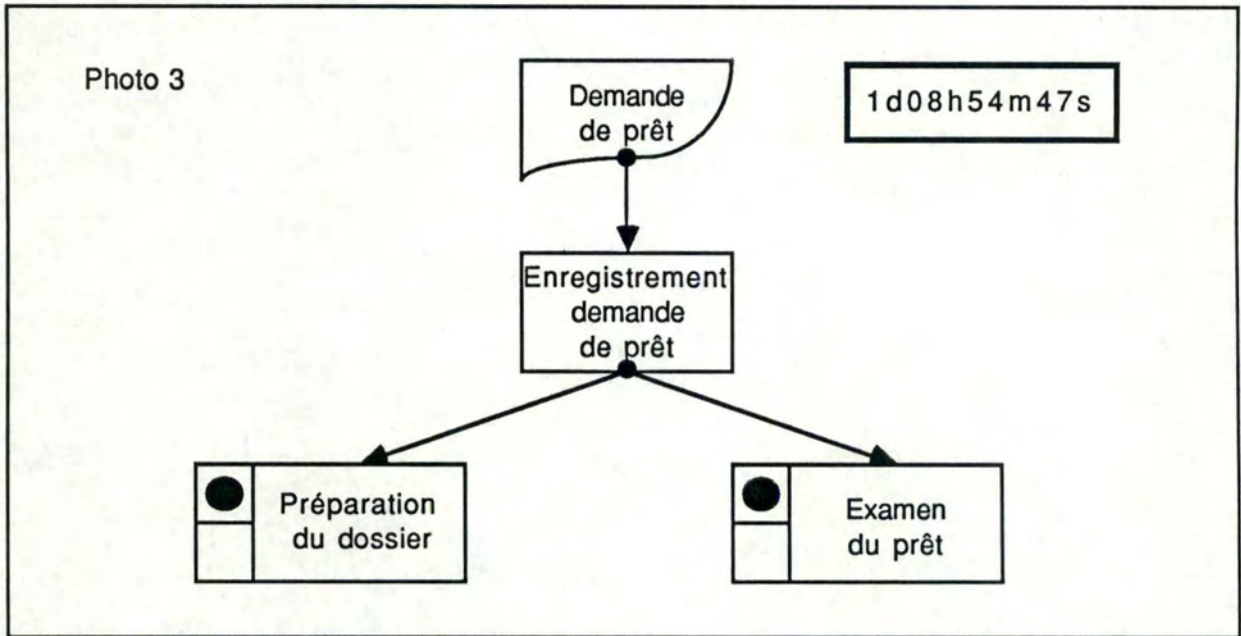 Photo 3
Demande
de prêt
1d08h54m47s
Enregistrement
demande
de prêt
Préparation
du dossier
Examen
du prêt